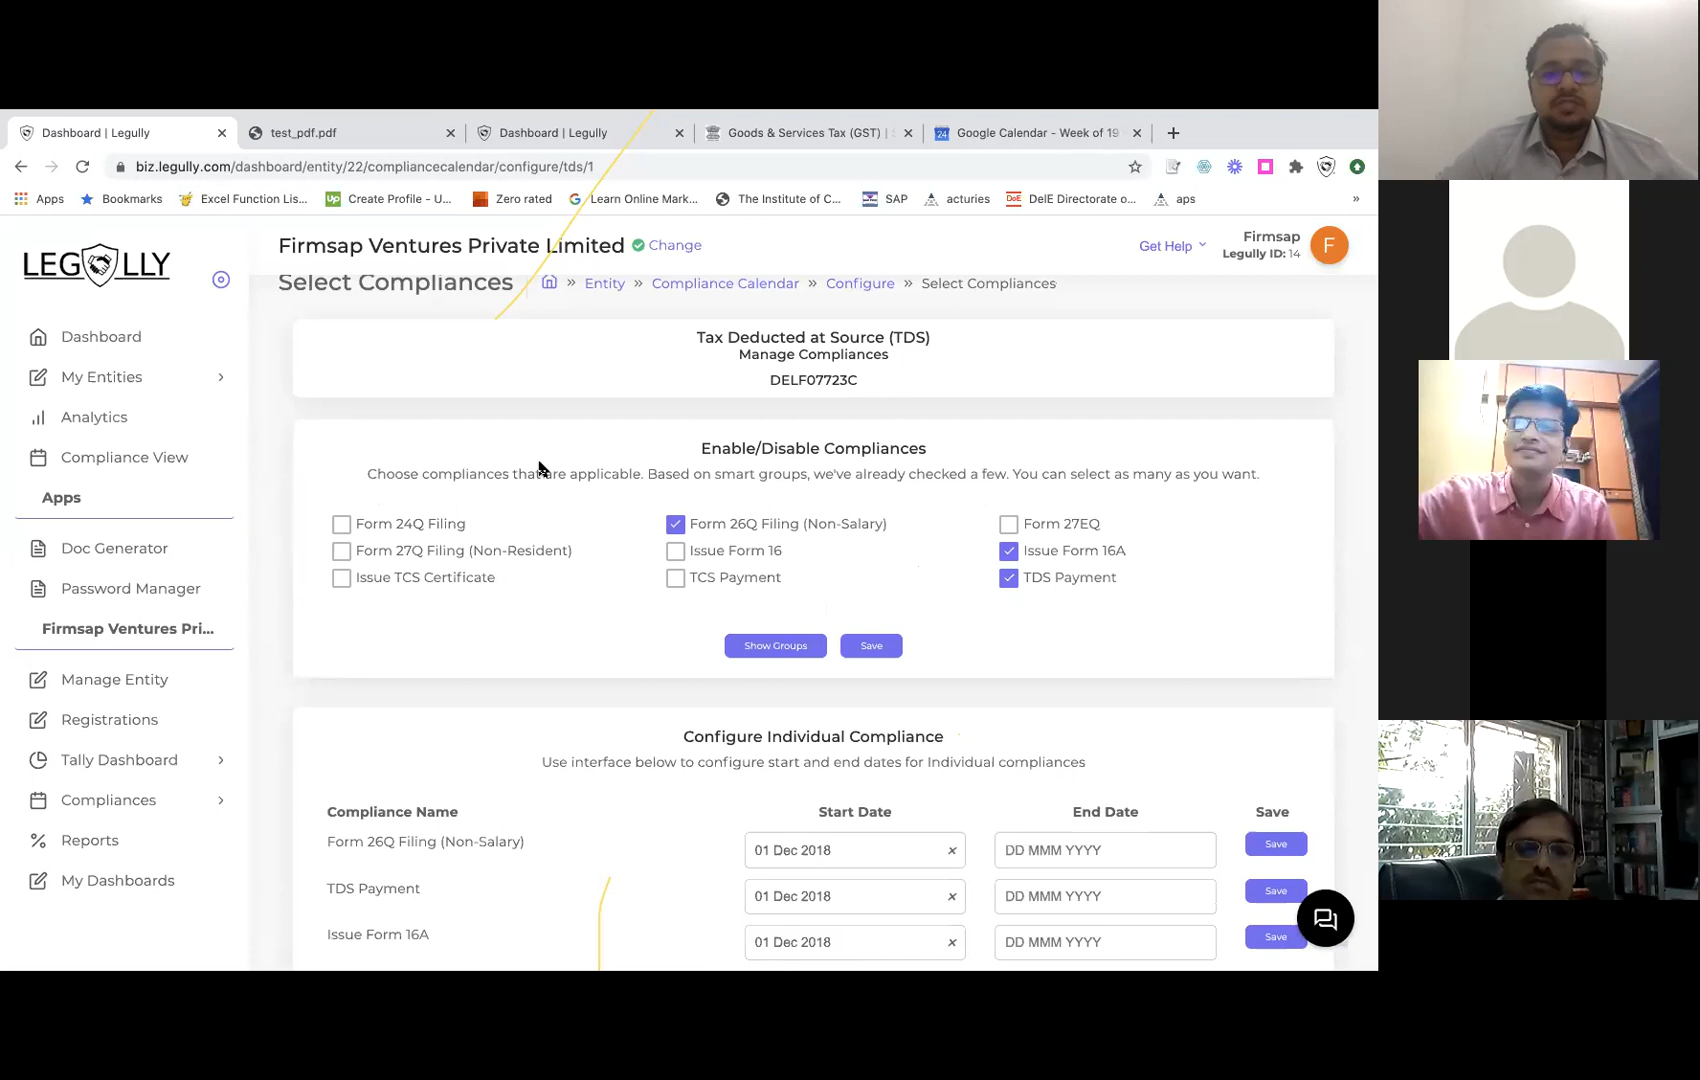 Dashboard | Legully
test_pdf.pdf
Dashboard | Legully
Goods & Services Tax (GST) |
Google Calendar - Week of 19
biz.legully.com/dashboard/entity/22/compliancecalendar/configure/tds/1
Apps
Bookmarks
Excel Function Lis...
Create Profile - U...
Zero rated
Learn Online Mark...
The Institute of C...
SAP
acturies
DelE Directorate o...
aps
»
LEGULLY
Firmsap Ventures Private Limited
Change
Get Help
Firmsap
Legully ID: 14
F
Select Compliances
» Entity » Compliance Calendar » Configure » Select Compliances
Dashboard
My Entities
Analytics
Compliance View
Apps
Doc Generator
Password Manager
Firmsap Ventures Pri...
Manage Entity
Registrations
Tally Dashboard
Compliances
Reports
My Dashboards
Tax Deducted at Source (TDS)
Manage Compliances
DELF07723C
Enable/Disable Compliances
Choose compliances that are applicable. Based on smart groups, we've already checked a few. You can select as many as you want.
Form 24Q Filing
Form 26Q Filing (Non-Salary)
Form 27EQ
Form 27Q Filing (Non-Resident)
Issue Form 16
Issue Form 16A
Issue TCS Certificate
TCS Payment
TDS Payment
Show Groups
Save
Configure Individual Compliance
Use interface below to configure start and end dates for Individual compliances
Compliance Name Start Date End Date Save
Form 26Q Filing (Non-Salary) 01 Dec 2018 × DD MMM YYYY Save
TDS Payment 01 Dec 2018 × DD MMM YYYY Save
Issue Form 16A 01 Dec 2018 × DD MMM YYYY Save